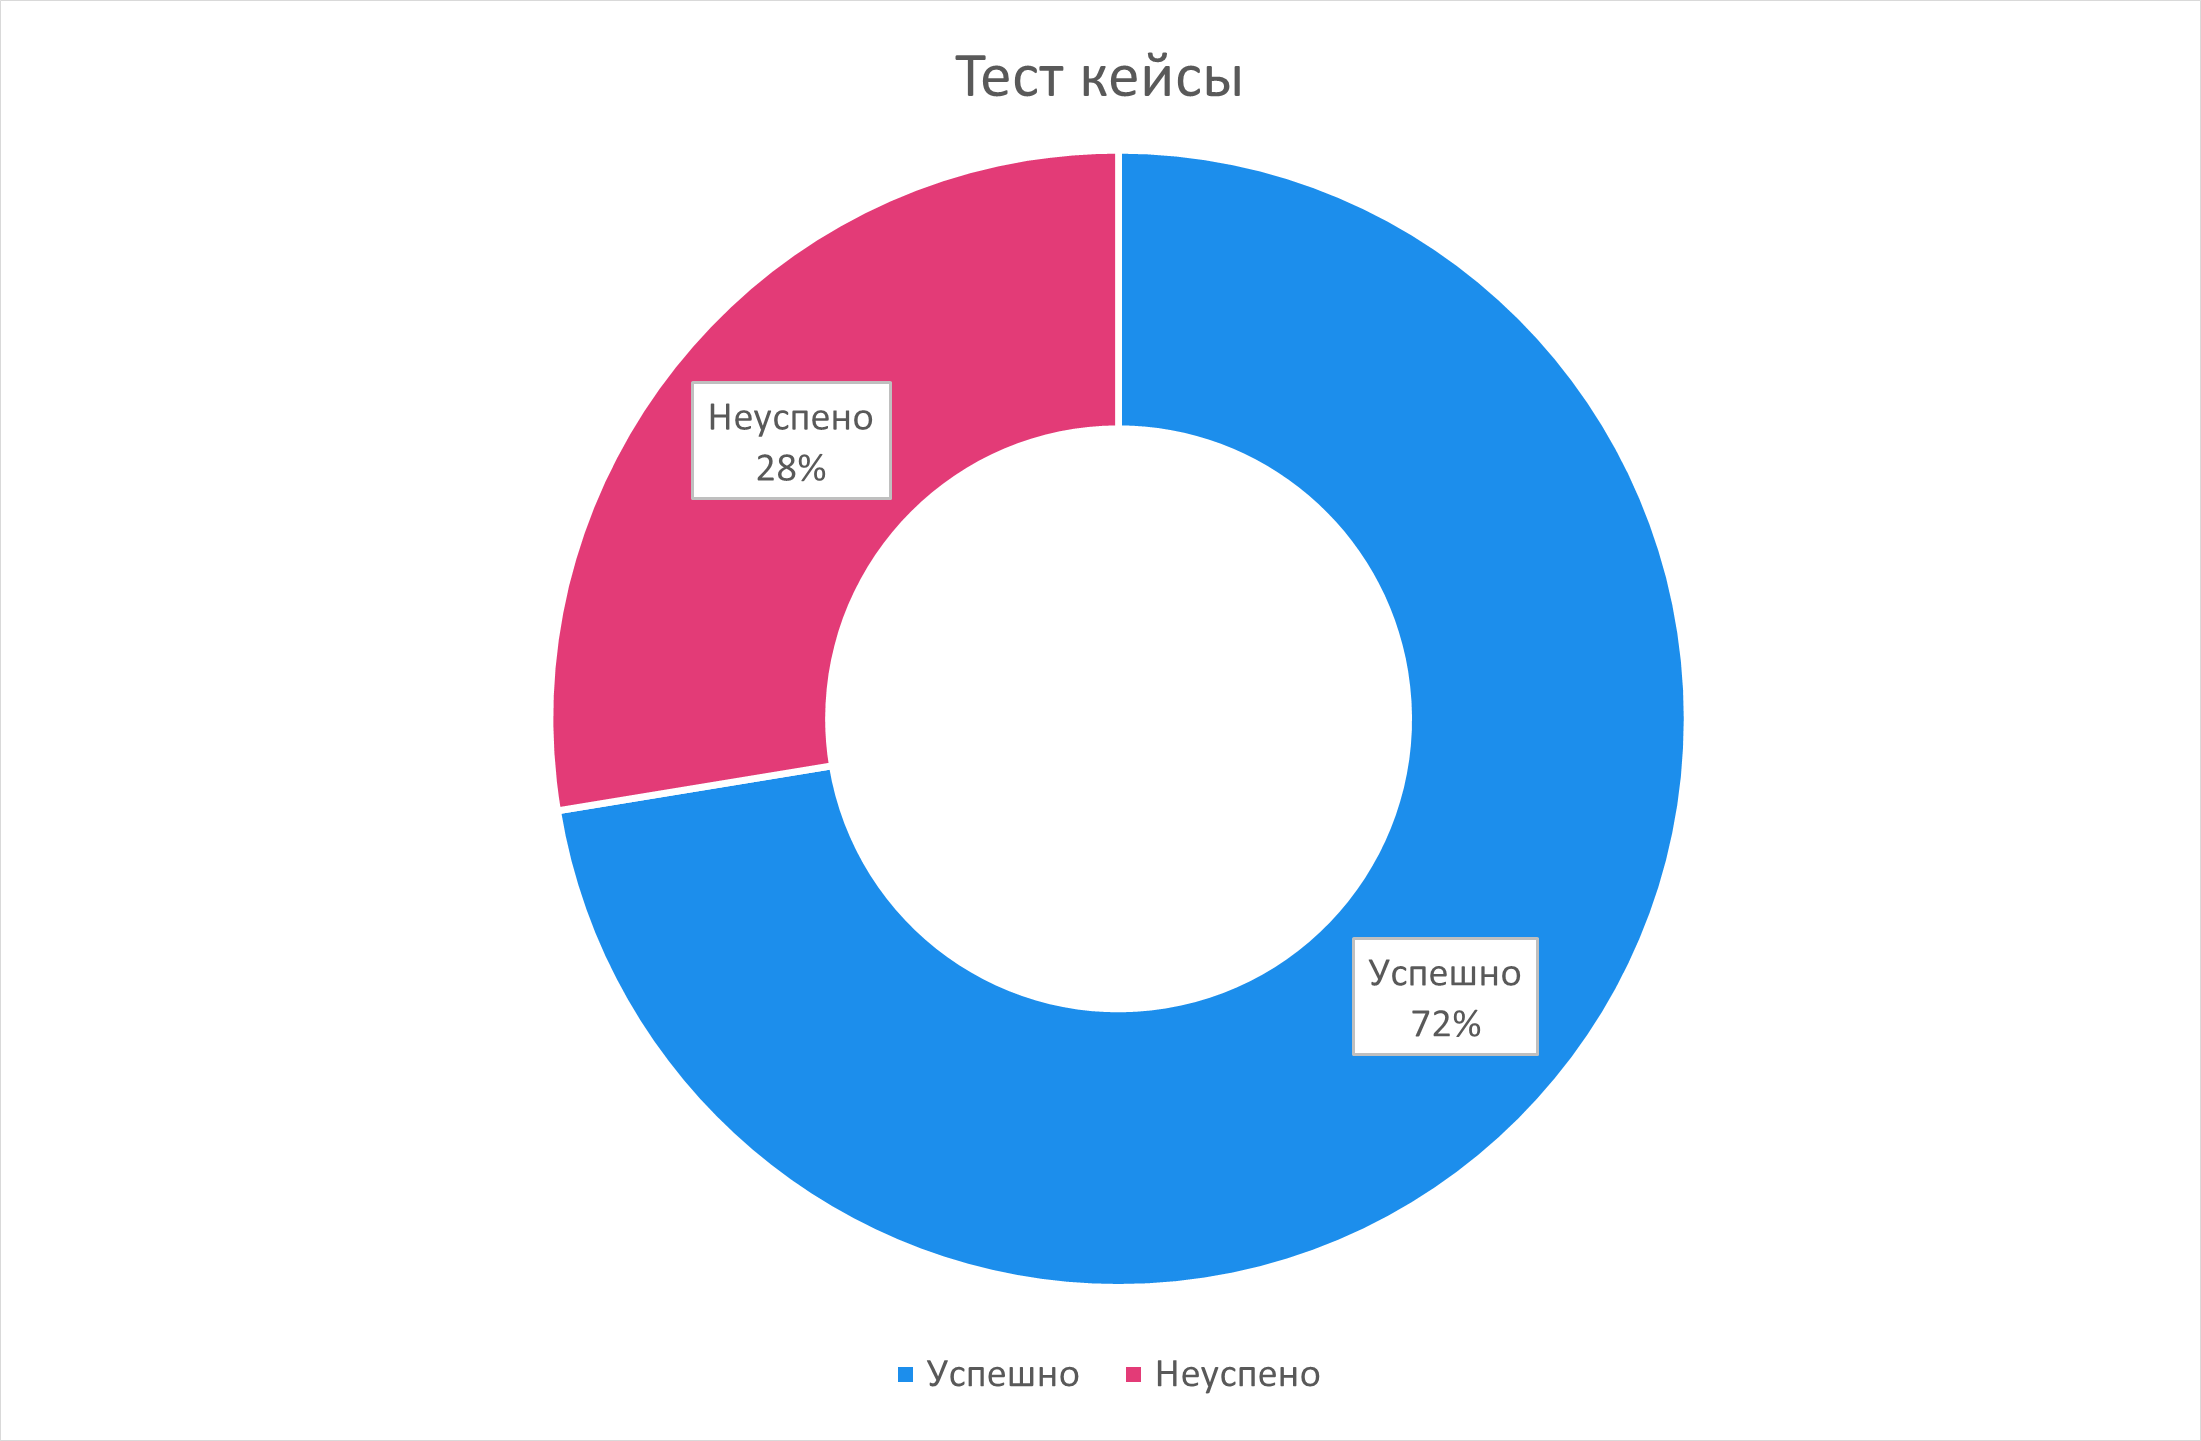 Тест кейсы
Неуспено
28%
Успешно
72%
Успешно Неуспено